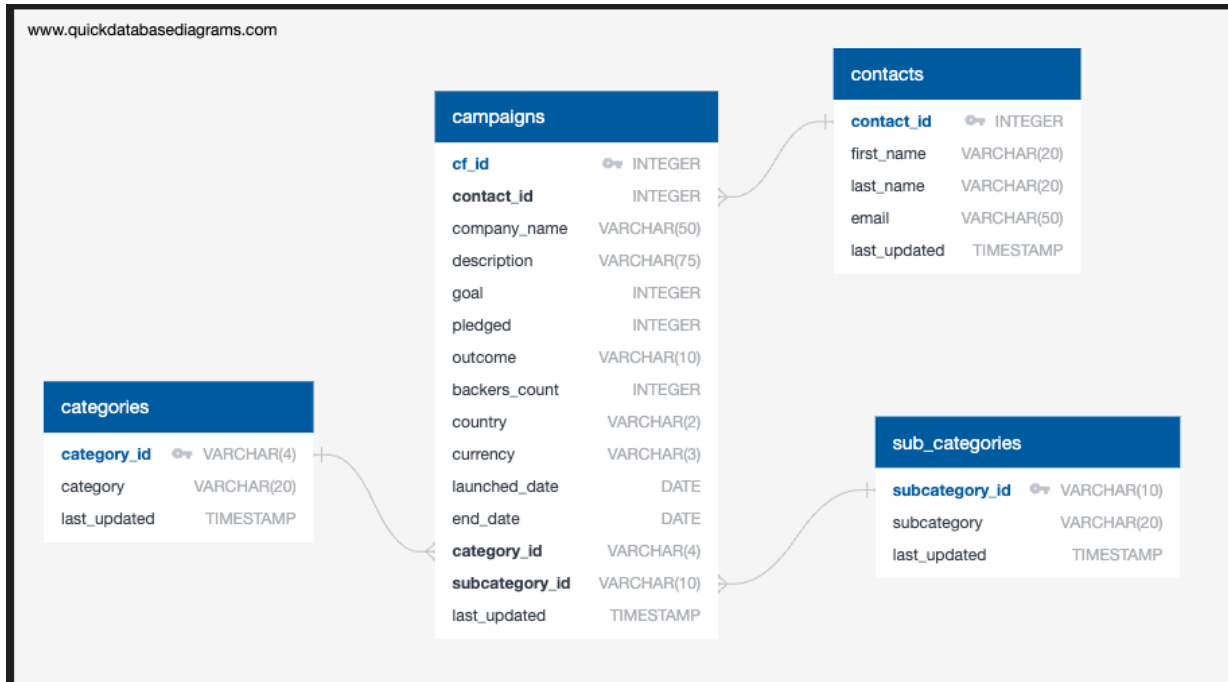 www.quickdatabasediagrams.com
contacts
contact_id INTEGER
first_name VARCHAR(20)
last_name VARCHAR(20)
email VARCHAR(50)
last_updated TIMESTAMP
campaigns
cf_id INTEGER
contact_id INTEGER
company_name VARCHAR(50)
description VARCHAR(75)
goal INTEGER
pledged INTEGER
outcome VARCHAR(10)
backers_count INTEGER
country VARCHAR(2)
currency VARCHAR(3)
launched_date DATE
end_date DATE
category_id VARCHAR(4)
subcategory_id VARCHAR(10)
last_updated TIMESTAMP
categories
category_id VARCHAR(4)
category VARCHAR(20)
last_updated TIMESTAMP
sub_categories
subcategory_id VARCHAR(10)
subcategory VARCHAR(20)
last_updated TIMESTAMP